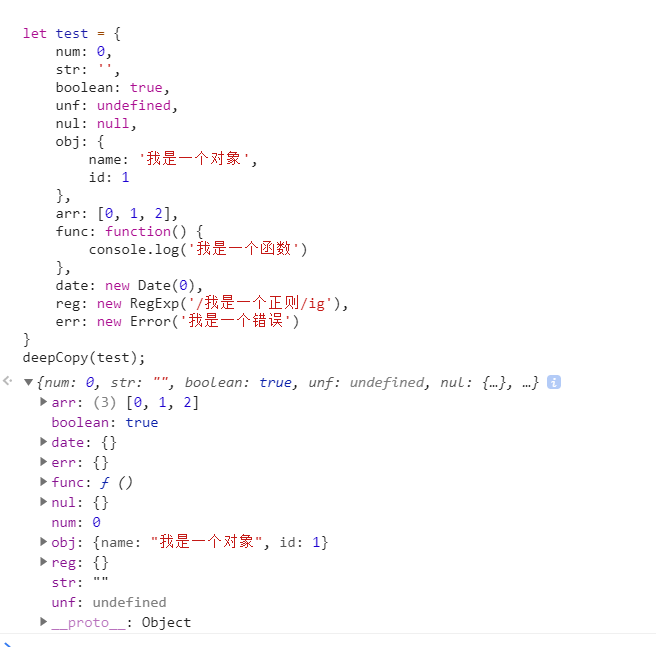 let test = {
    num: 0,
    str: '',
    boolean: true,
    unf: undefined,
    nul: null,
    obj: {
        name: '我是一个对象',
        id: 1
    },
    arr: [0, 1, 2],
    func: function() {
        console.log('我是一个函数')
    },
    date: new Date(0),
    reg: new RegExp('/我是一个正则/ig'),
    err: new Error('我是一个错误')
}
deepCopy(test);
{num: 0, str: "", boolean: true, unf: undefined, nul: {…}, …} i
arr: (3) [0, 1, 2]
boolean: true
date: {}
err: {}
func: ƒ ()
nul: {}
num: 0
obj: {name: "我是一个对象", id: 1}
reg: {}
str: ""
unf: undefined
__proto__: Object